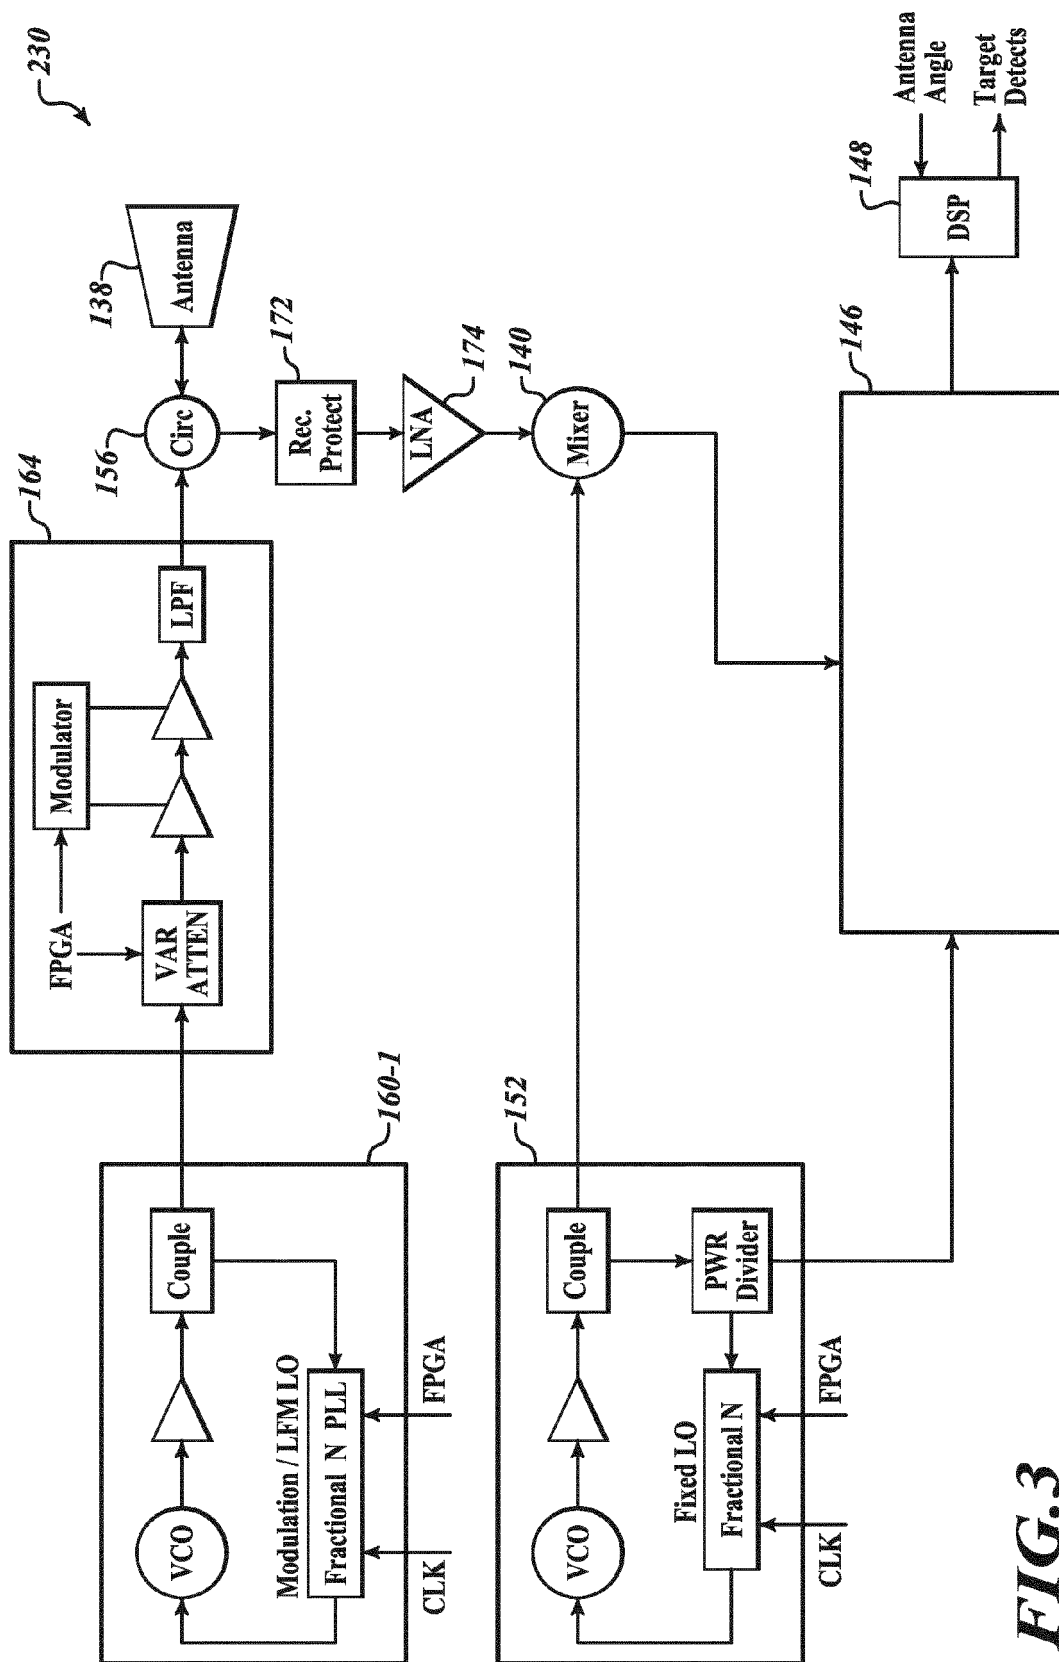 230
164
156
138
Modulator
FPGA
VAR
ATTEN
LPF
Circ
Antenna
172
Rec.
Protect
174
LNA
140
Mixer
160-1
VCO
Couple
Modulation / LFM LO
Fractional N PLL
CLK
FPGA
152
VCO
Couple
PWR
Divider
Fixed LO
Fractional N
CLK
FPGA
146
148
DSP
Antenna
Angle
Target
Detects
FIG.3